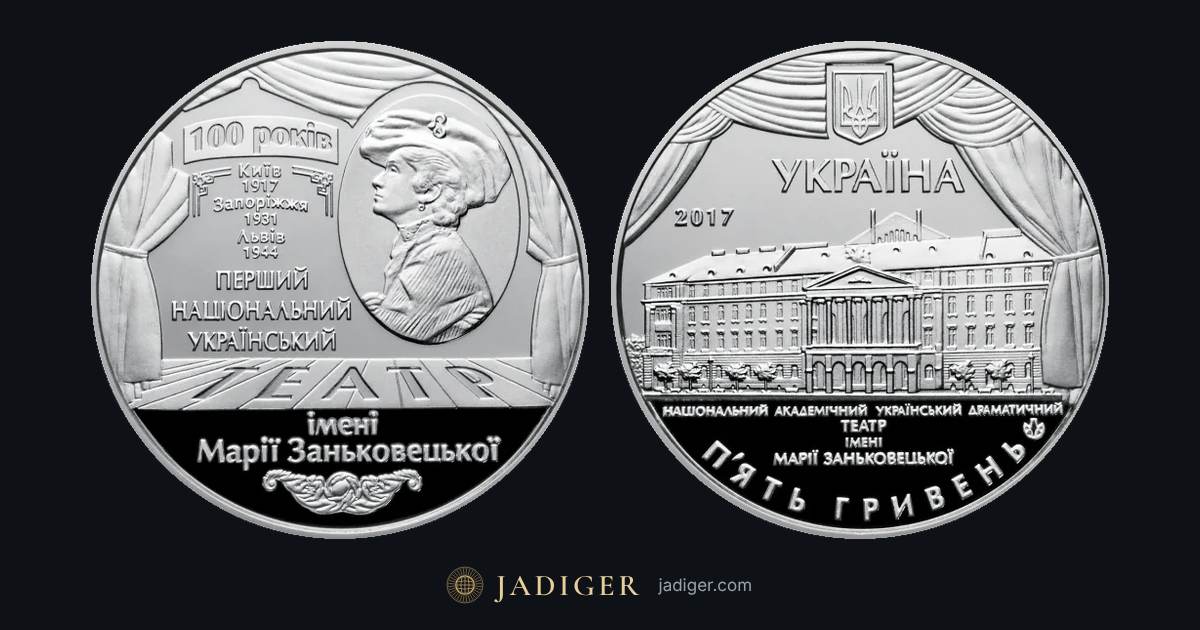 100 років
Київ
1917
Запоріжжя
1931
Львів
1944
ПЕРШИЙ
НАЦІОНАЛЬНИЙ
УКРАЇНСЬКИЙ
ТЕАТР
імені
Марії Заньковецької
УКРАЇНА
2017
НАЦІОНАЛЬНИЙ АКАДЕМІЧНИЙ УКРАЇНСЬКИЙ ДРАМАТИЧНИЙ
ТЕАТР
ІМЕНІ
МАРІЇ ЗАНЬКОВЕЦЬКОЇ
П'ЯТЬ ГРИВЕНЬ
JADIGER jadiger.com